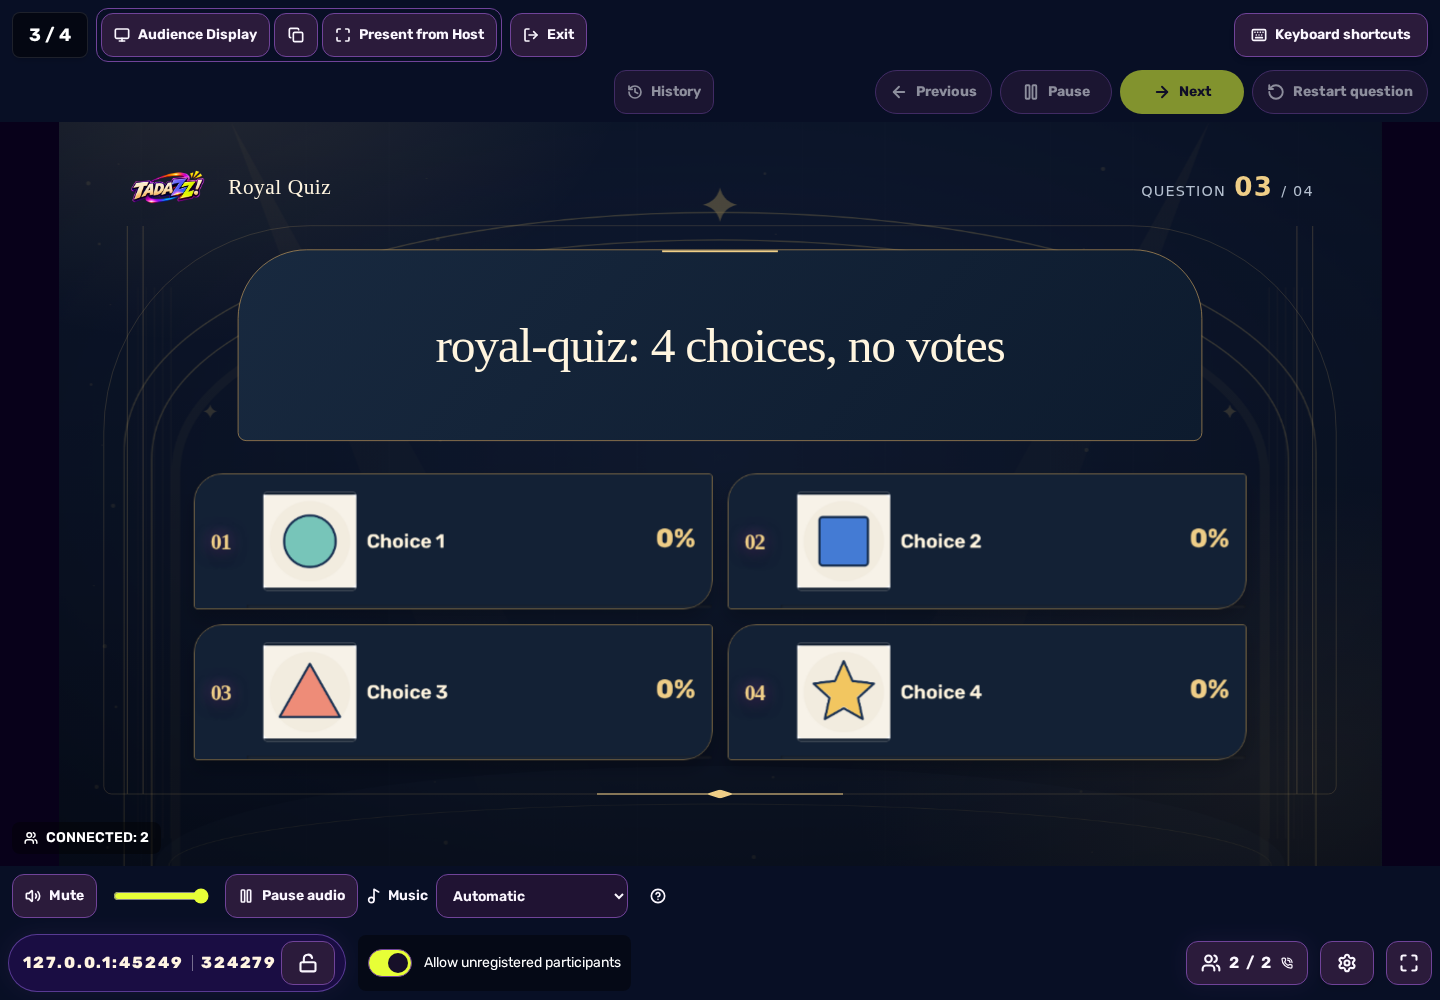 3 / 4
Audience Display
Present from Host
Exit
Keyboard shortcuts
History
Previous
Pause
Next
Restart question
TADAZZ!
Royal Quiz
QUESTION 03 / 04
royal-quiz: 4 choices, no votes
01 Choice 1 0%
02 Choice 2 0%
03 Choice 3 0%
04 Choice 4 0%
CONNECTED: 2
Mute
Pause audio
Music
Automatic
127.0.0.1:45249 | 324279
Allow unregistered participants
2 / 2